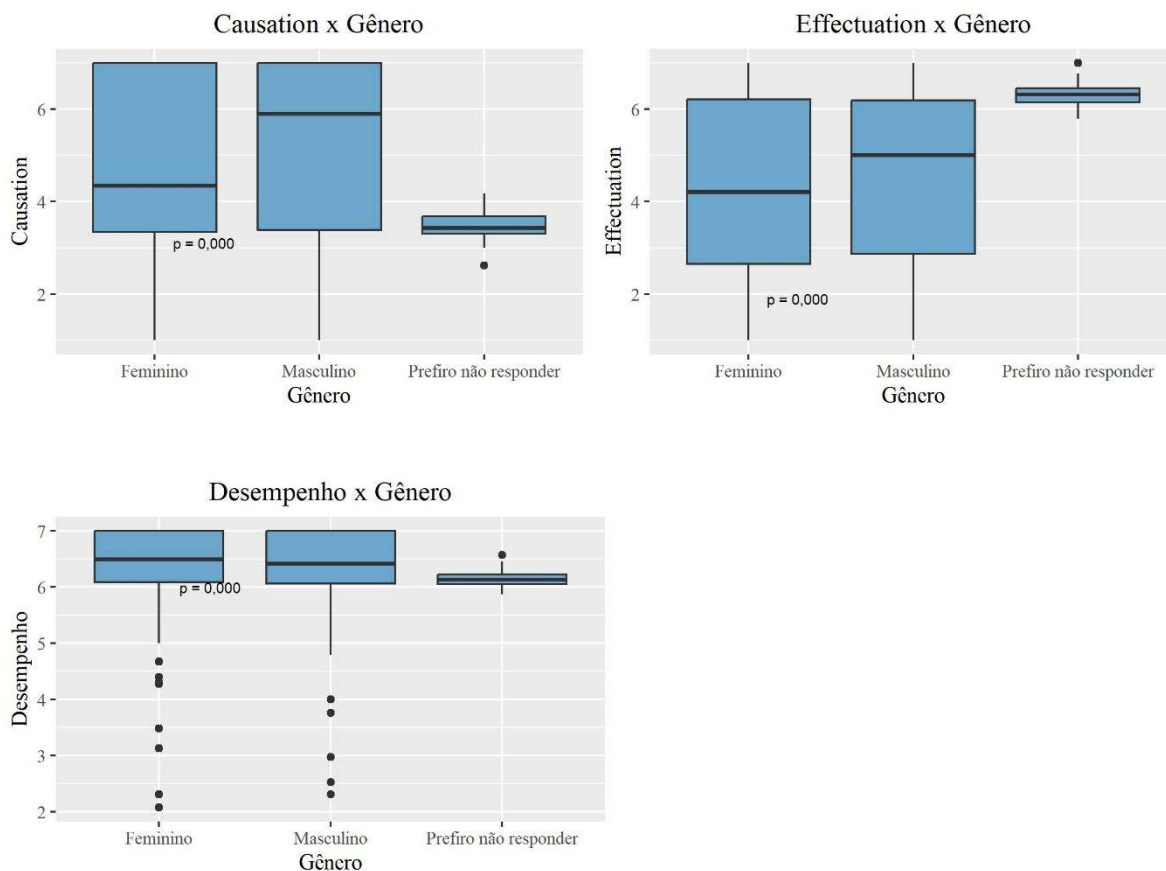 Causation x Gênero
Causation
6
4
2
p = 0,000
Feminino
Masculino
Prefiro não responder
Gênero
Effectuation x Gênero
Effectuation
6
4
2
p = 0,000
Feminino
Masculino
Prefiro não responder
Gênero
Desempenho x Gênero
Desempenho
7
6
5
4
3
2
p = 0,000
Feminino
Masculino
Prefiro não responder
Gênero